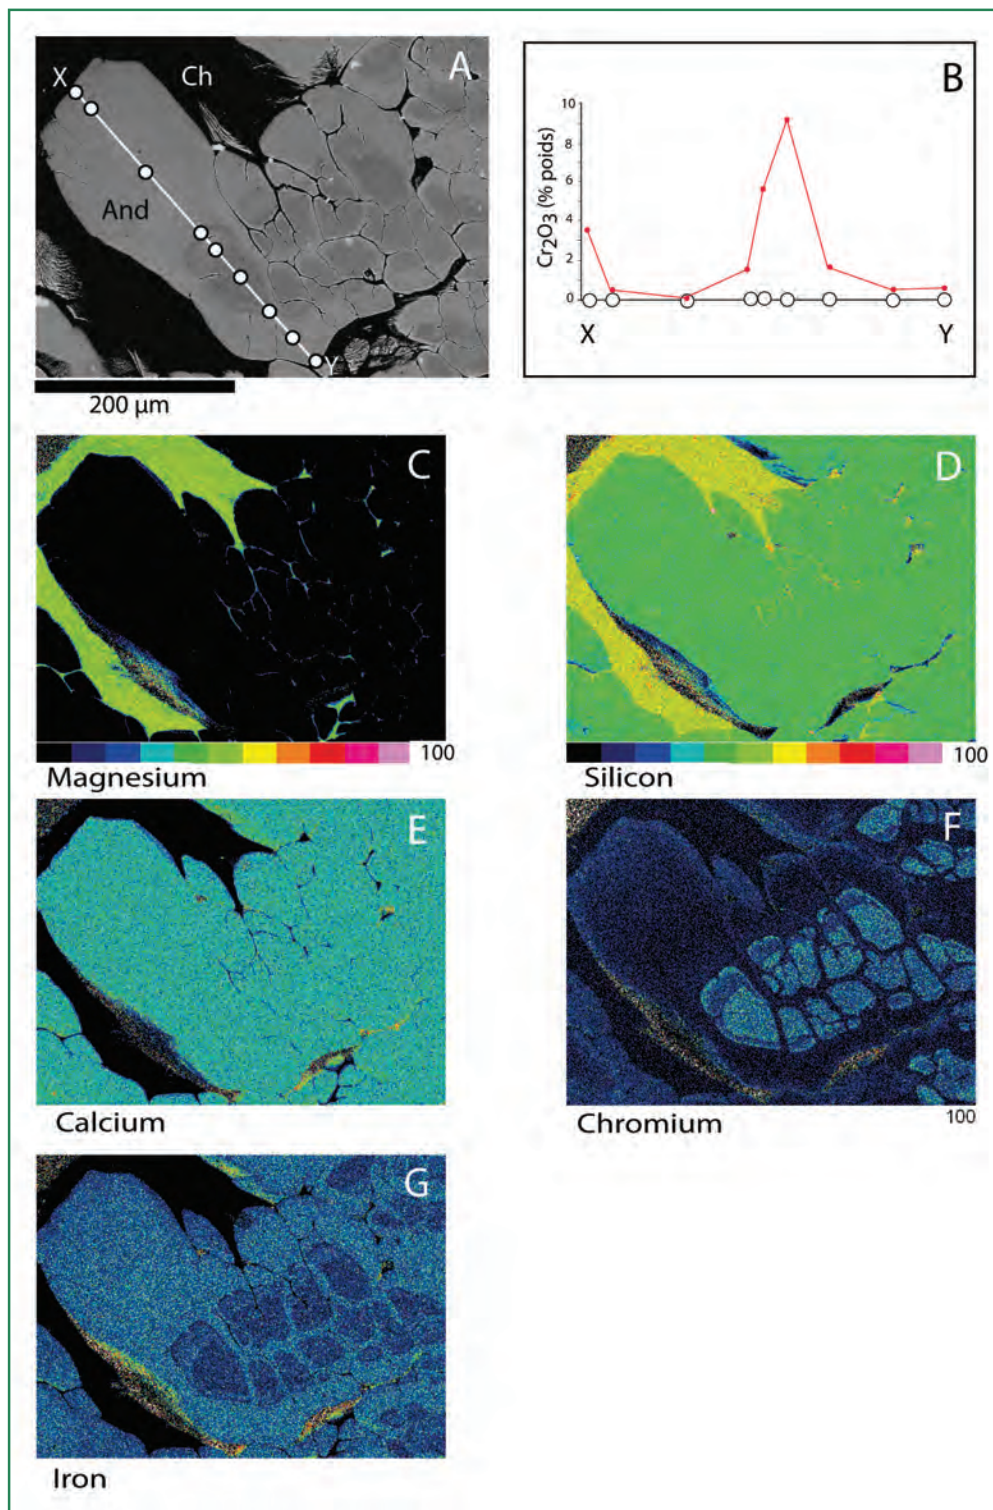 A
X
Ch
And
Y
200 µm
B
Cr2O3 (% poids)
10
8
6
4
2
0
X
Y
C
100
Magnesium
D
100
Silicon
E
Calcium
F
100
Chromium
G
Iron